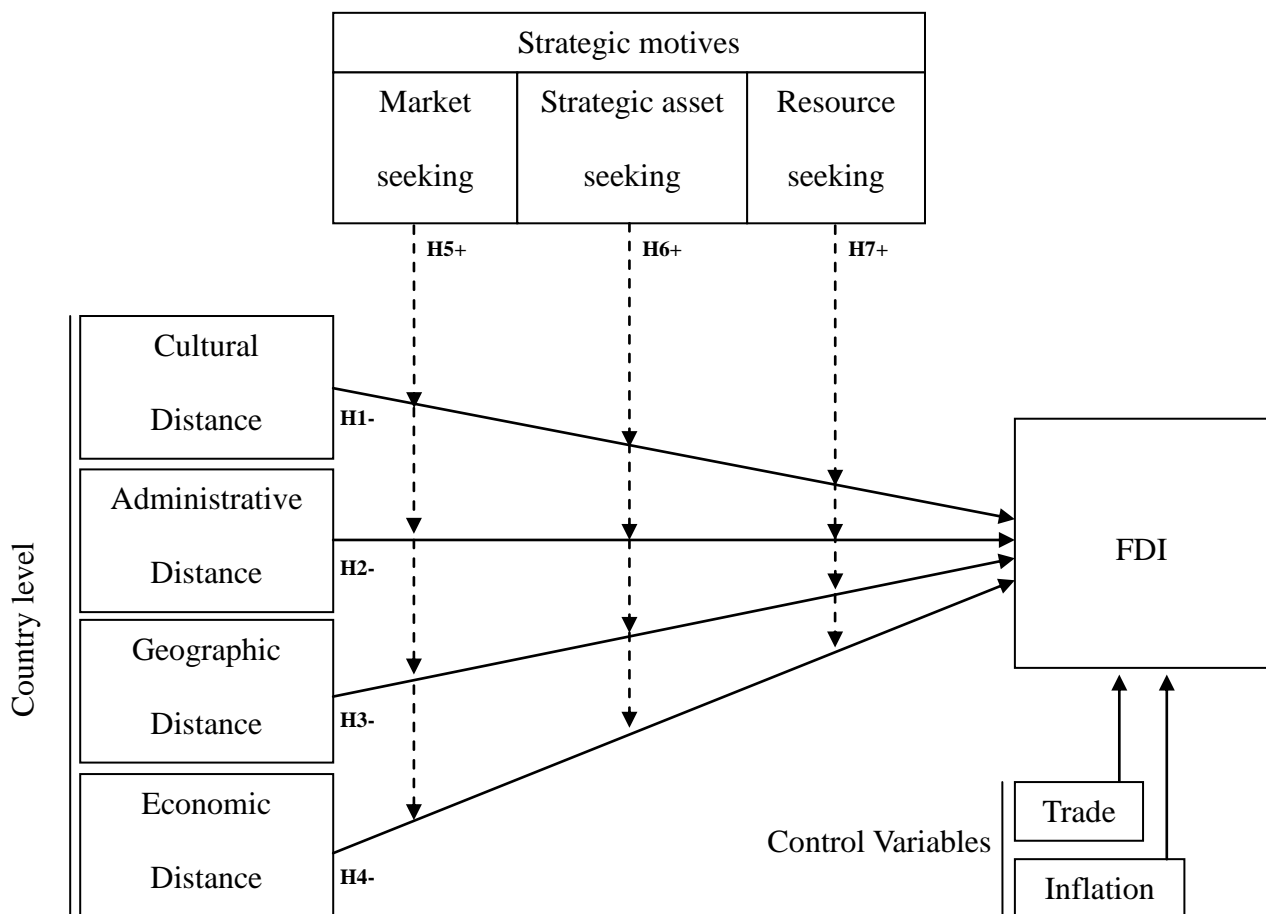 Strategic motives
Market
seeking
Strategic asset
seeking
Resource
seeking
H5+
H6+
H7+
Country level
Cultural
Distance
H1-
Administrative
Distance
H2-
Geographic
Distance
H3-
Economic
Distance
H4-
FDI
Control Variables
Trade
Inflation